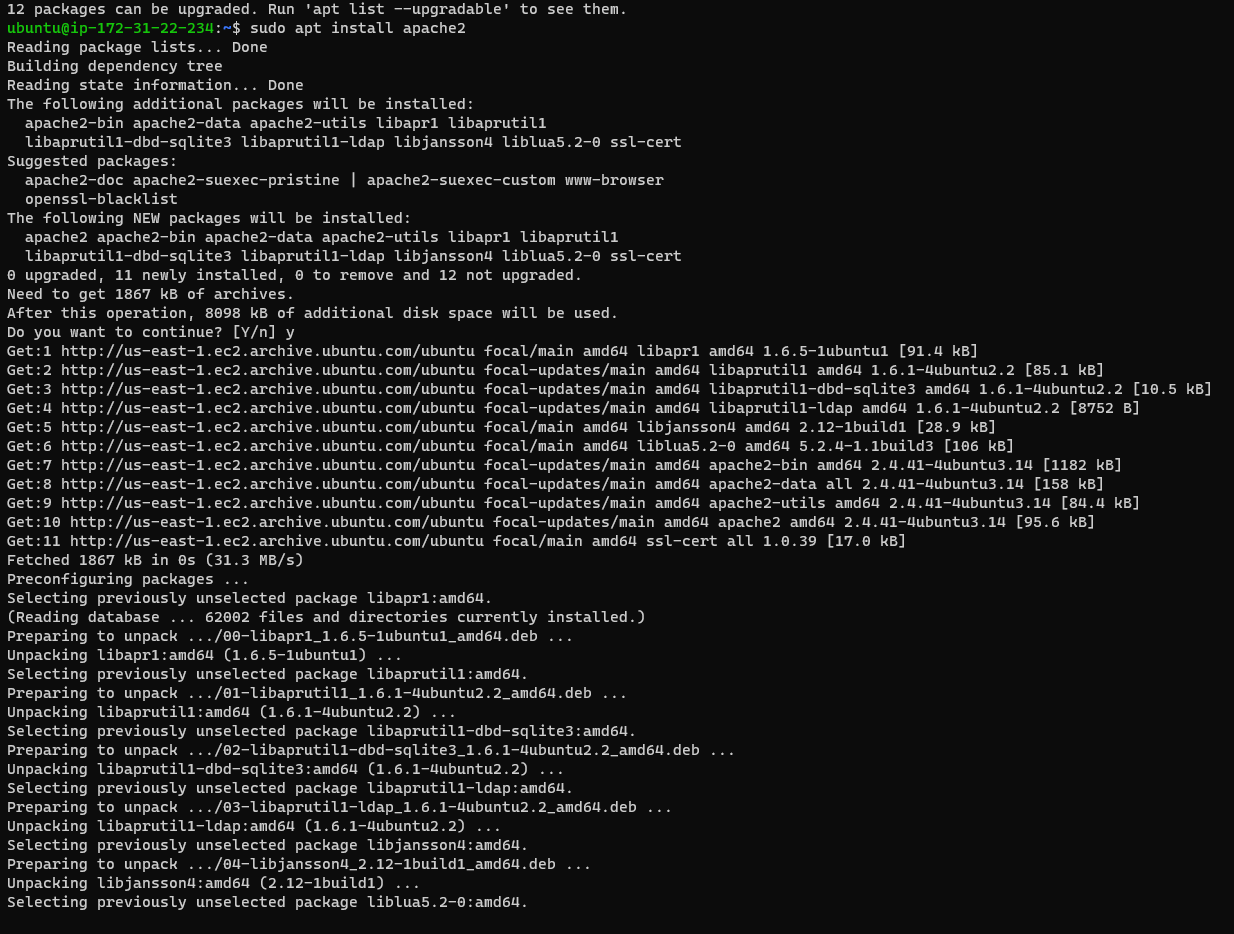 12 packages can be upgraded. Run 'apt list --upgradable' to see them.
ubuntu@ip-172-31-22-234:~$ sudo apt install apache2
Reading package lists... Done
Building dependency tree
Reading state information... Done
The following additional packages will be installed:
  apache2-bin apache2-data apache2-utils libapr1 libaprutil1
  libaprutil1-dbd-sqlite3 libaprutil1-ldap libjansson4 liblua5.2-0 ssl-cert
Suggested packages:
  apache2-doc apache2-suexec-pristine | apache2-suexec-custom www-browser
  openssl-blacklist
The following NEW packages will be installed:
  apache2 apache2-bin apache2-data apache2-utils libapr1 libaprutil1
  libaprutil1-dbd-sqlite3 libaprutil1-ldap libjansson4 liblua5.2-0 ssl-cert
0 upgraded, 11 newly installed, 0 to remove and 12 not upgraded.
Need to get 1867 kB of archives.
After this operation, 8098 kB of additional disk space will be used.
Do you want to continue? [Y/n] y
Get:1 http://us-east-1.ec2.archive.ubuntu.com/ubuntu focal/main amd64 libapr1 amd64 1.6.5-1ubuntu1 [91.4 kB]
Get:2 http://us-east-1.ec2.archive.ubuntu.com/ubuntu focal-updates/main amd64 libaprutil1 amd64 1.6.1-4ubuntu2.2 [85.1 kB]
Get:3 http://us-east-1.ec2.archive.ubuntu.com/ubuntu focal-updates/main amd64 libaprutil1-dbd-sqlite3 amd64 1.6.1-4ubuntu2.2 [10.5 kB]
Get:4 http://us-east-1.ec2.archive.ubuntu.com/ubuntu focal-updates/main amd64 libaprutil1-ldap amd64 1.6.1-4ubuntu2.2 [8752 B]
Get:5 http://us-east-1.ec2.archive.ubuntu.com/ubuntu focal/main amd64 libjansson4 amd64 2.12-1build1 [28.9 kB]
Get:6 http://us-east-1.ec2.archive.ubuntu.com/ubuntu focal/main amd64 liblua5.2-0 amd64 5.2.4-1.1build3 [106 kB]
Get:7 http://us-east-1.ec2.archive.ubuntu.com/ubuntu focal-updates/main amd64 apache2-bin amd64 2.4.41-4ubuntu3.14 [1182 kB]
Get:8 http://us-east-1.ec2.archive.ubuntu.com/ubuntu focal-updates/main amd64 apache2-data all 2.4.41-4ubuntu3.14 [158 kB]
Get:9 http://us-east-1.ec2.archive.ubuntu.com/ubuntu focal-updates/main amd64 apache2-utils amd64 2.4.41-4ubuntu3.14 [84.4 kB]
Get:10 http://us-east-1.ec2.archive.ubuntu.com/ubuntu focal-updates/main amd64 apache2 amd64 2.4.41-4ubuntu3.14 [95.6 kB]
Get:11 http://us-east-1.ec2.archive.ubuntu.com/ubuntu focal/main amd64 ssl-cert all 1.0.39 [17.0 kB]
Fetched 1867 kB in 0s (31.3 MB/s)
Preconfiguring packages ...
Selecting previously unselected package libapr1:amd64.
(Reading database ... 62002 files and directories currently installed.)
Preparing to unpack .../00-libapr1_1.6.5-1ubuntu1_amd64.deb ...
Unpacking libapr1:amd64 (1.6.5-1ubuntu1) ...
Selecting previously unselected package libaprutil1:amd64.
Preparing to unpack .../01-libaprutil1_1.6.1-4ubuntu2.2_amd64.deb ...
Unpacking libaprutil1:amd64 (1.6.1-4ubuntu2.2) ...
Selecting previously unselected package libaprutil1-dbd-sqlite3:amd64.
Preparing to unpack .../02-libaprutil1-dbd-sqlite3_1.6.1-4ubuntu2.2_amd64.deb ...
Unpacking libaprutil1-dbd-sqlite3:amd64 (1.6.1-4ubuntu2.2) ...
Selecting previously unselected package libaprutil1-ldap:amd64.
Preparing to unpack .../03-libaprutil1-ldap_1.6.1-4ubuntu2.2_amd64.deb ...
Unpacking libaprutil1-ldap:amd64 (1.6.1-4ubuntu2.2) ...
Selecting previously unselected package libjansson4:amd64.
Preparing to unpack .../04-libjansson4_2.12-1build1_amd64.deb ...
Unpacking libjansson4:amd64 (2.12-1build1) ...
Selecting previously unselected package liblua5.2-0:amd64.